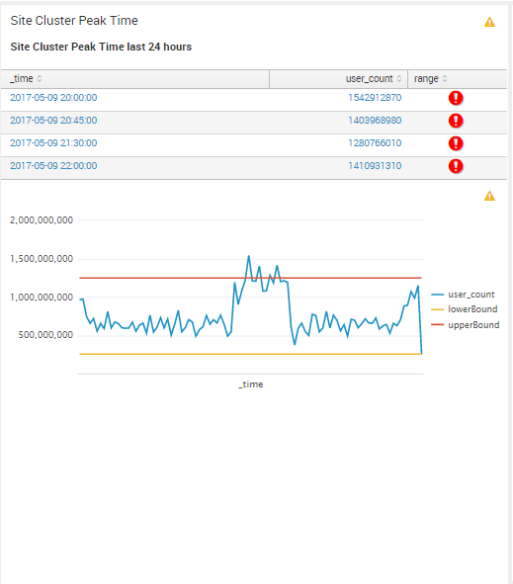 Site Cluster Peak Time
Site Cluster Peak Time last 24 hours
_time user_count range
2017-05-09 20:00:00 1542912870
2017-05-09 20:45:00 1403968980
2017-05-09 21:30:00 1280766010
2017-05-09 22:00:00 1410931310
2,000,000,000
1,500,000,000
1,000,000,000
500,000,000
user_count
lowerBound
upperBound
_time